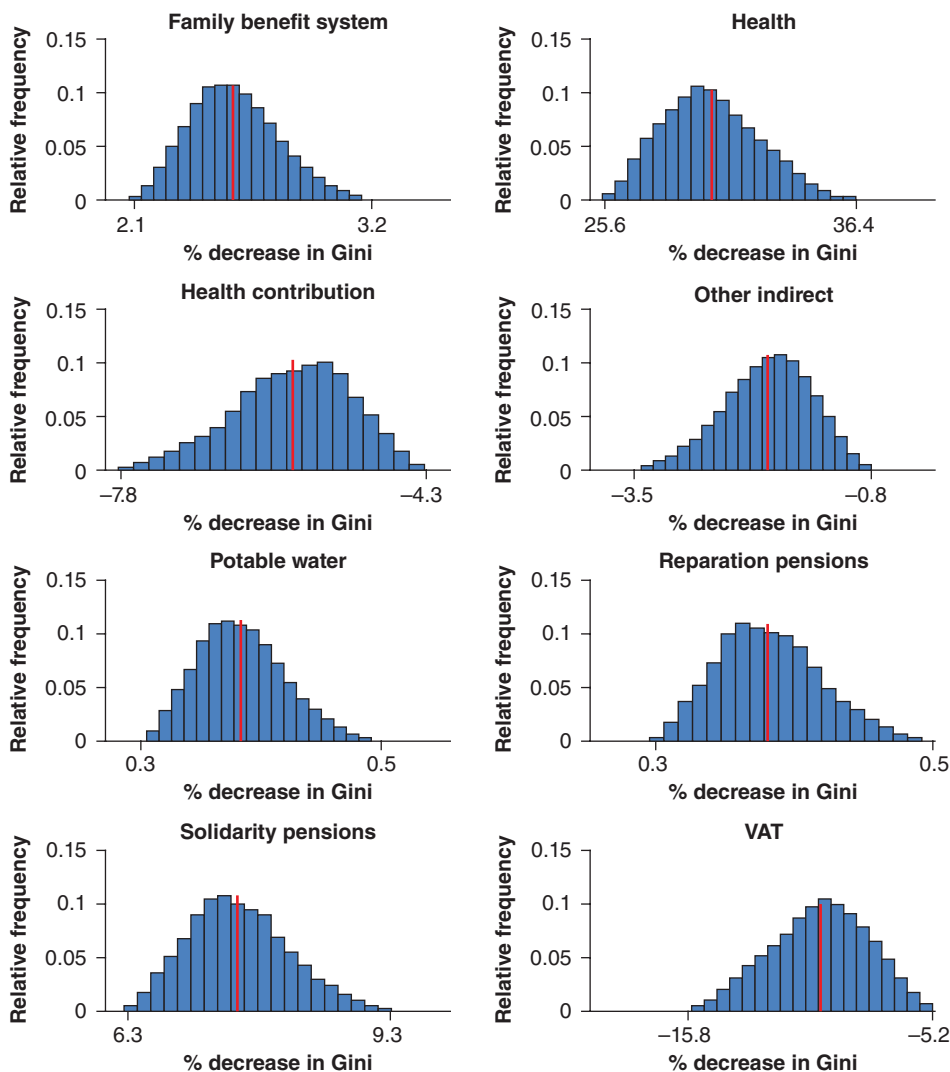 Family benefit system
Relative frequency
0.15
0.1
0.05
0
2.1
3.2
% decrease in Gini
Health
Relative frequency
0.15
0.1
0.05
0
25.6
36.4
% decrease in Gini
Health contribution
Relative frequency
0.15
0.1
0.05
0
–7.8
–4.3
% decrease in Gini
Other indirect
Relative frequency
0.15
0.1
0.05
0
–3.5
–0.8
% decrease in Gini
Potable water
Relative frequency
0.15
0.1
0.05
0
0.3
0.5
% decrease in Gini
Reparation pensions
Relative frequency
0.15
0.1
0.05
0
0.3
0.5
% decrease in Gini
Solidarity pensions
Relative frequency
0.15
0.1
0.05
0
6.3
9.3
% decrease in Gini
VAT
Relative frequency
0.15
0.1
0.05
0
–15.8
–5.2
% decrease in Gini